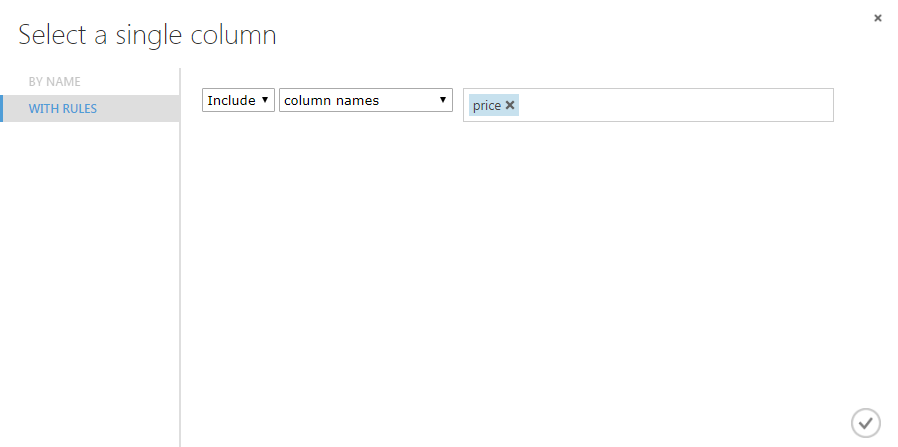 Select a single column
BY NAME
WITH RULES
Include column names price